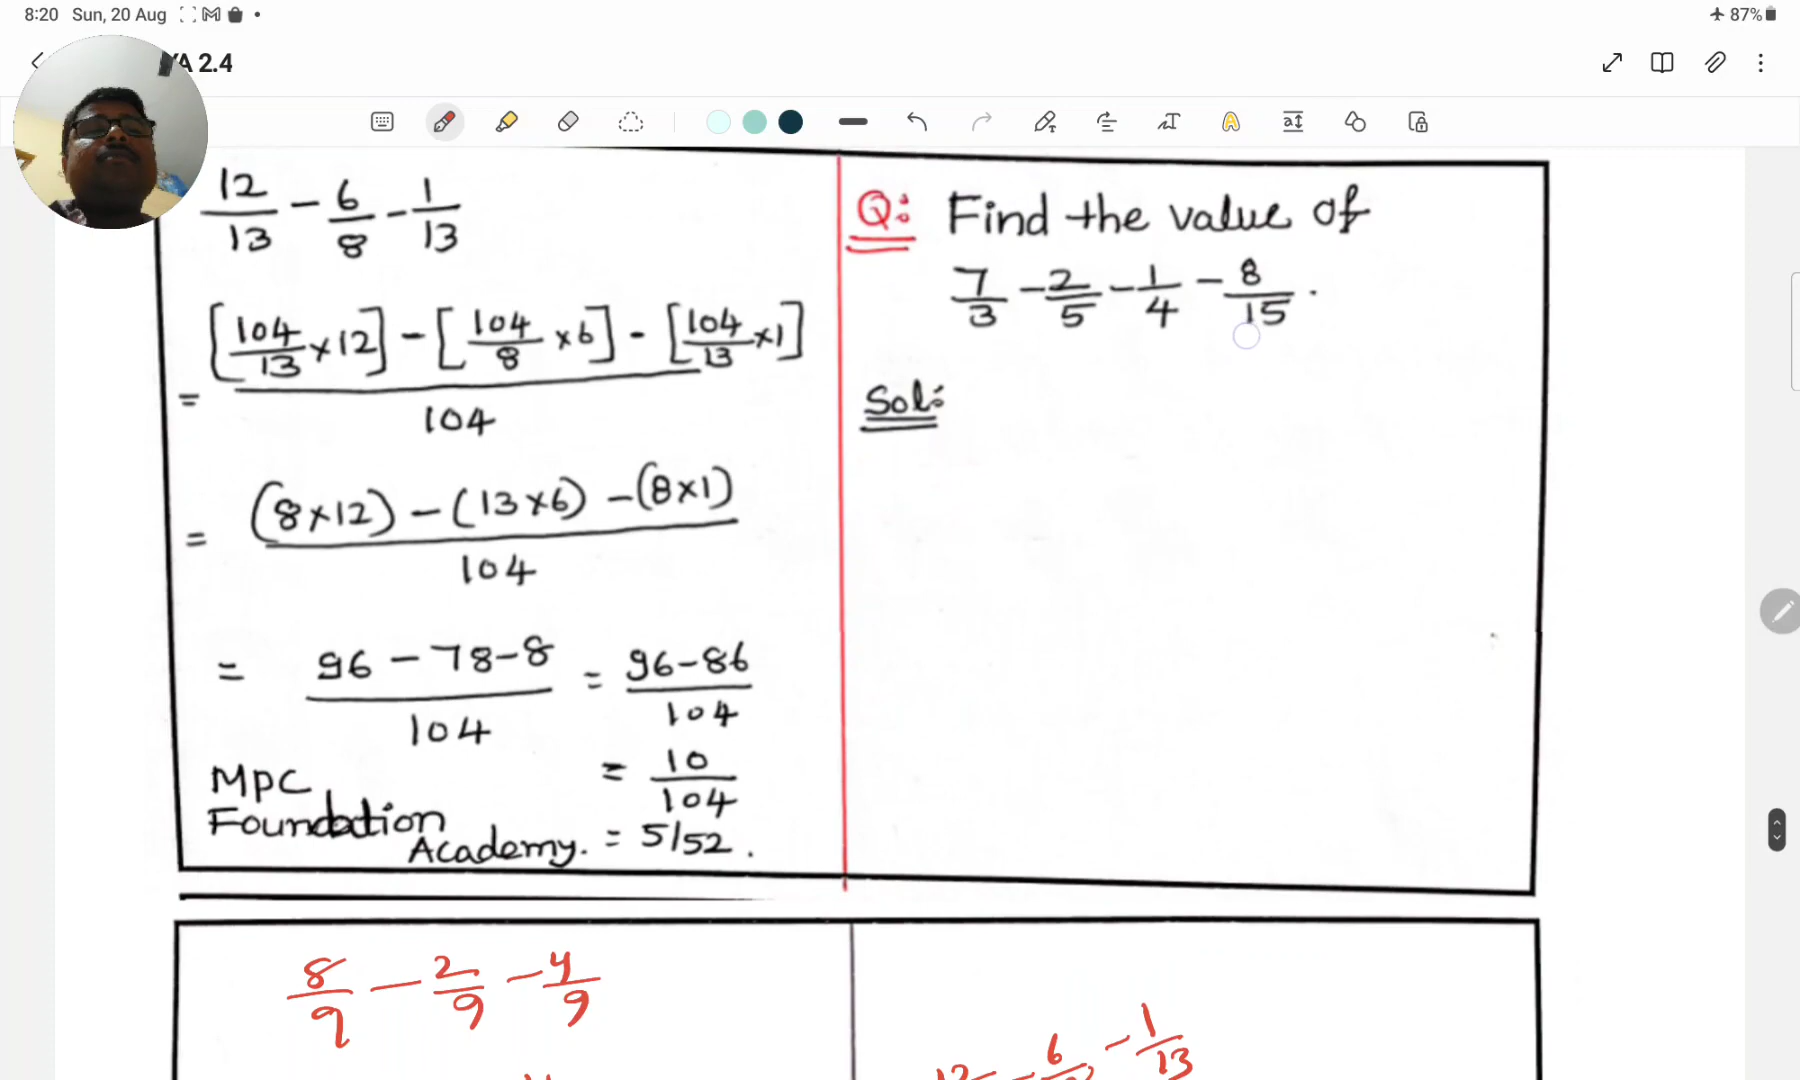 8:20 Sun, 20 Aug
87%
A 2.4
12/13 - 6/8 - 1/13
= [104/13 ×12] - [104/8 ×6] - [104/13 ×1] / 104
= (8×12) - (13×6) - (8×1) / 104
= 96 - 78 - 8 / 104 = 96-86 / 104
= 10/104
MPC
Foundation
Academy. = 5/52.
Q: Find the value of
7/3 - 2/5 - 1/4 - 8/15 .
Sol:
8/9 - 2/9 - 4/9
- 6 - 1/13